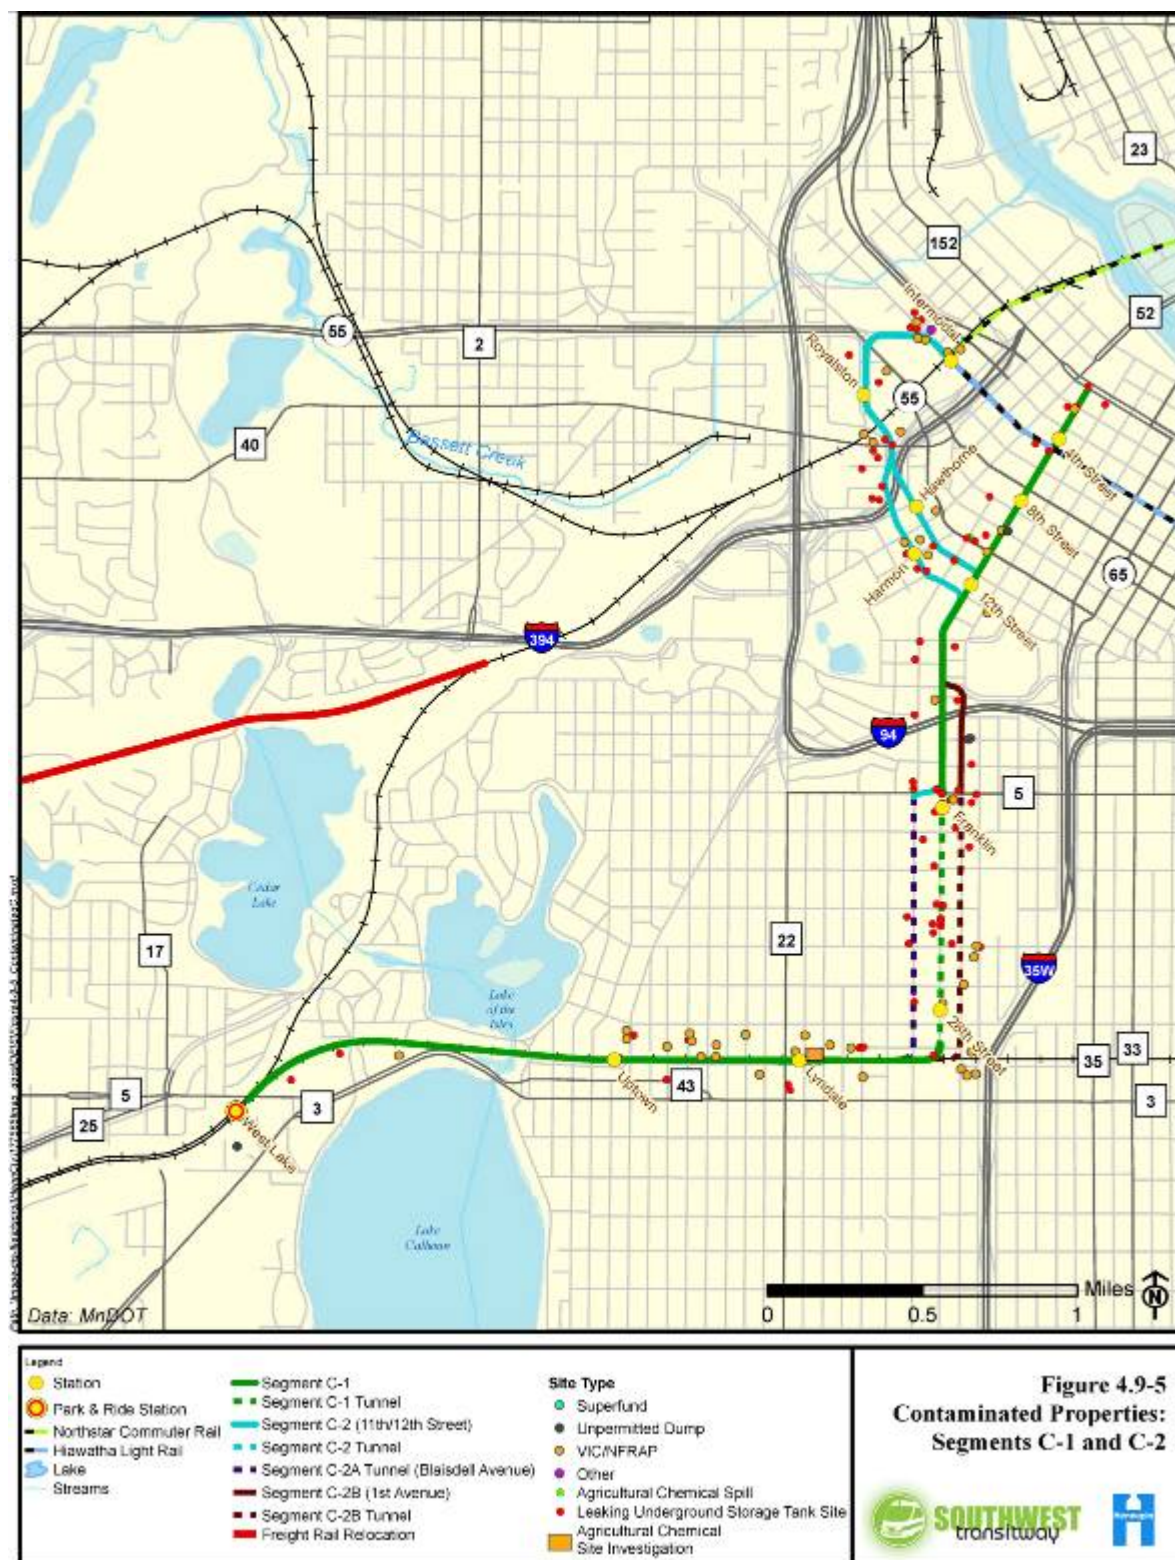 23
152
52
Intermodal
55
2
Royalston
55
40
Bassett Creek
Hawthorne
4th Street
8th Street
65
Harmon
12th Street
394
94
5
Franklin
Cedar
Lake
22
17
35W
Lake
of the
Isles
28th Street
33
35
Uptown
Lyndale
43
5
3
3
25
West Lake
Lake
Calhoun
Miles
N
0 0.5 1
Data: MnDOT
Legend
Station
Park & Ride Station
Northstar Commuter Rail
Hiawatha Light Rail
Lake
Streams
Segment C-1
Segment C-1 Tunnel
Segment C-2 (11th/12th Street)
Segment C-2 Tunnel
Segment C-2A Tunnel (Blaisdell Avenue)
Segment C-2B (1st Avenue)
Segment C-2B Tunnel
Freight Rail Relocation
Site Type
Superfund
Unpermitted Dump
VIC/NFRAP
Other
Agricultural Chemical Spill
Leaking Underground Storage Tank Site
Agricultural Chemical
Site Investigation
Figure 4.9-5
Contaminated Properties:
Segments C-1 and C-2
SOUTHWEST
transitway
Hennepin